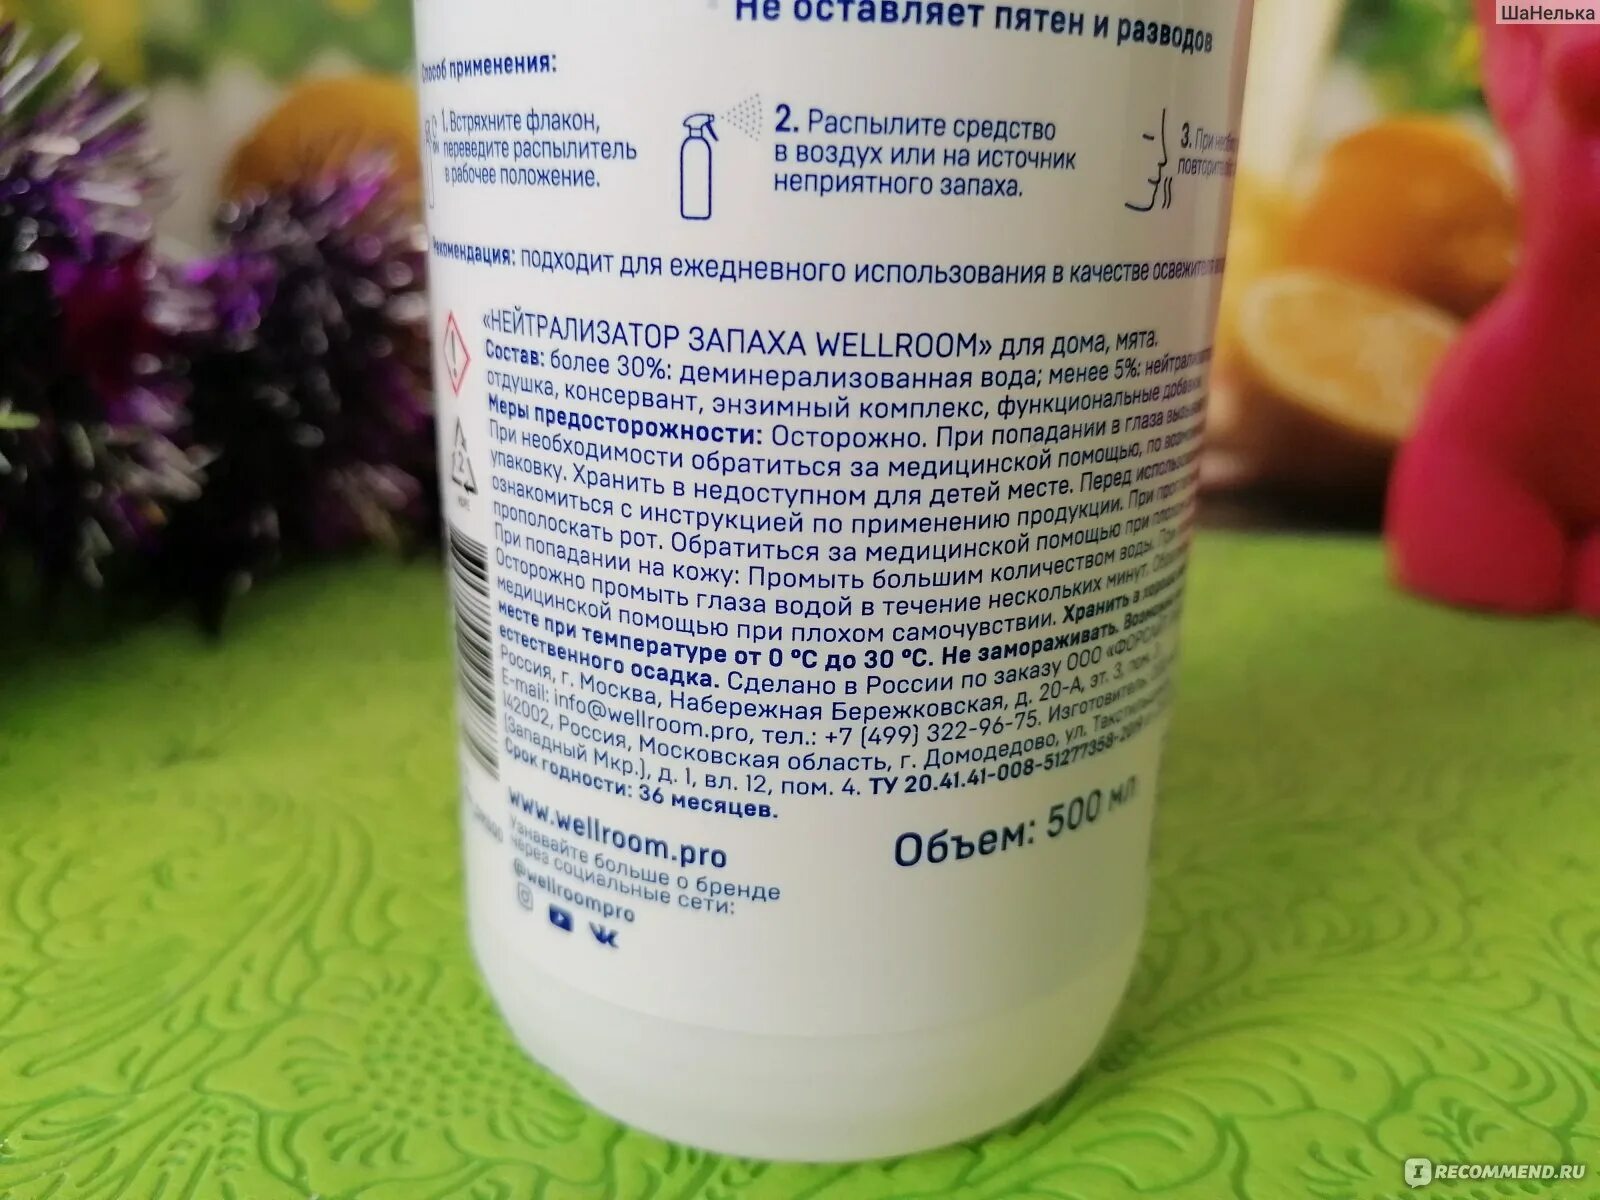 ШаНелька
Не оставляет пятен и разводов
Способ применения:
1. Встряхните флакон,
переведите распылитель
в рабочее положение.
2. Распылите средство
в воздух или на источник
неприятного запаха.
3. При
Рекомендация: подходит для ежедневного использования в качестве
«НЕЙТРАЛИЗАТОР ЗАПАХА WELLROOM» для дома, мята.
Состав: более 30%: деминерализованная вода; менее 5%:
отдушка, консервант, энзимный комплекс, функциональные
Меры предосторожности: Осторожно. При попадании в глаза
При необходимости обратиться за медицинской помощью, по
упаковку. Хранить в недоступном для детей месте. Перед
ознакомиться с инструкцией по применению продукции. При
прополоскать рот. Обратиться за медицинской помощью при
При попадании на кожу: Промыть большим количеством воды. При
Осторожно промыть глаза водой в течение нескольких минут.
медицинской помощью при плохом самочувствии. Хранить в
месте при температуре от 0 °С до 30 °С. Не замораживать.
естественного осадка. Сделано в России по заказу ООО
Россия, г. Москва, Набережная Бережковская, д. 20-А, эт. 3,
E-mail: info@wellroom.pro, тел.: +7 (499) 322-96-75. Изготовитель:
142002, Россия, Московская область, г. Домодедово, ул.
(Западный Мкр.), д. 1, вл. 12, пом. 4. ТУ 20.41.41-008-51277358-
Срок годности: 36 месяцев.
www.wellroom.pro
Объем: 500 мл
Узнавайте больше о бренде
через социальные сети:
@wellroompro
IRECOMMEND.RU